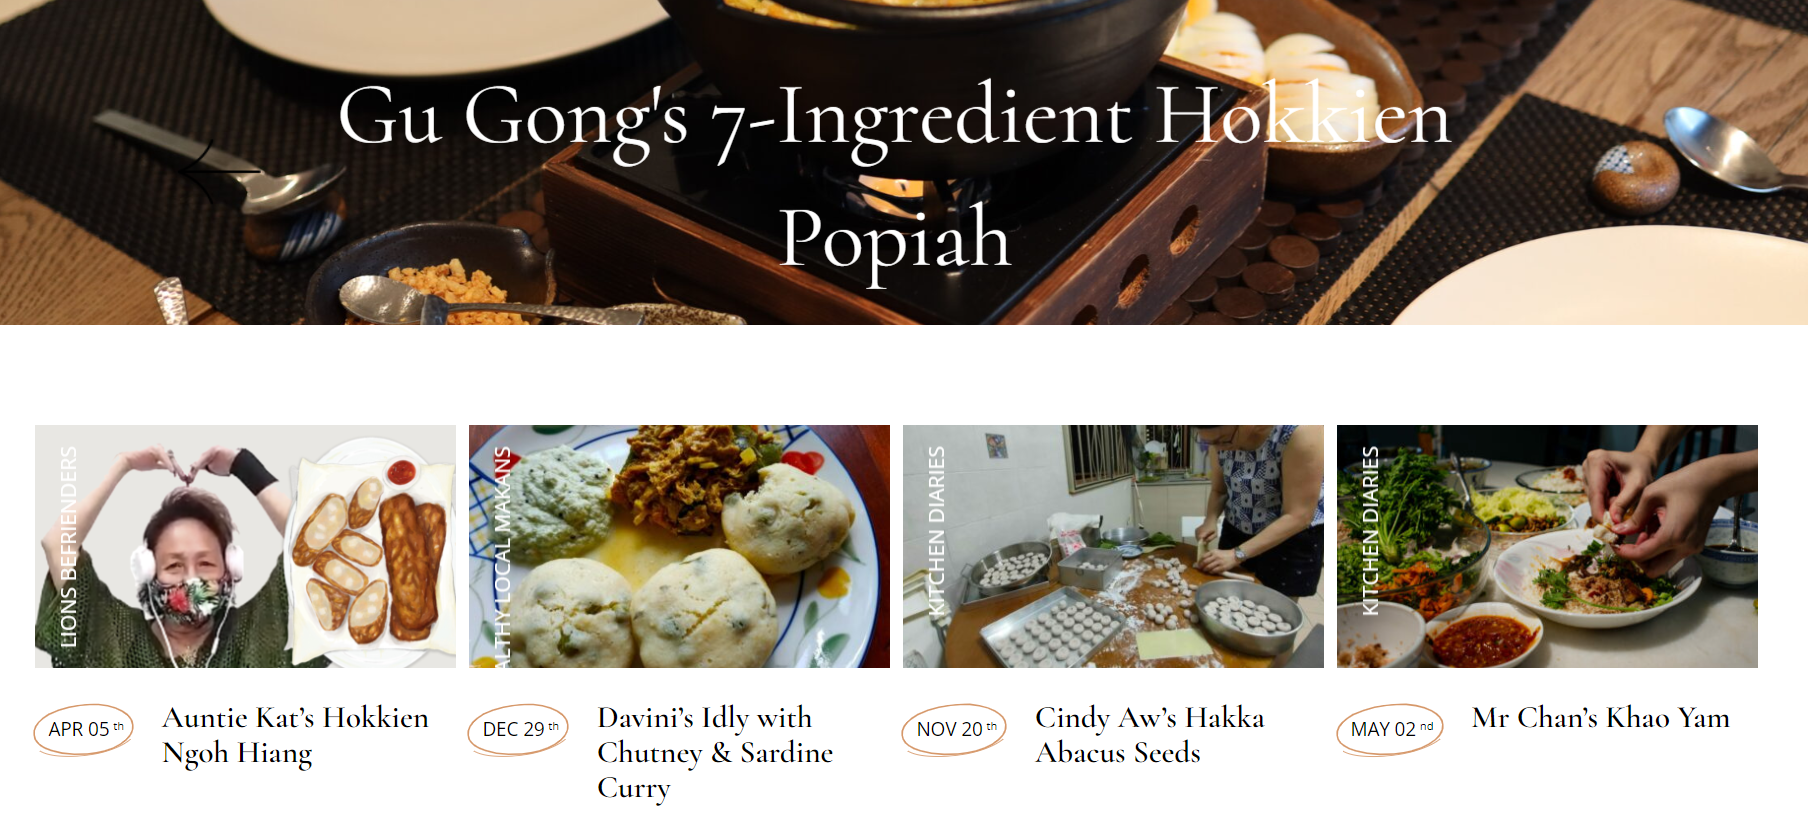 Gu Gong's 7-Ingredient Hokkien
Popiah
LIONS BEFRIENDERS
ALTHY LOCAL MAKANS
KITCHEN DIARIES
KITCHEN DIARIES
APR 05 th
Auntie Kat’s Hokkien
Ngoh Hiang
DEC 29 th
Davini’s Idly with
Chutney & Sardine
Curry
NOV 20 th
Cindy Aw’s Hakka
Abacus Seeds
MAY 02 nd
Mr Chan’s Khao Yam